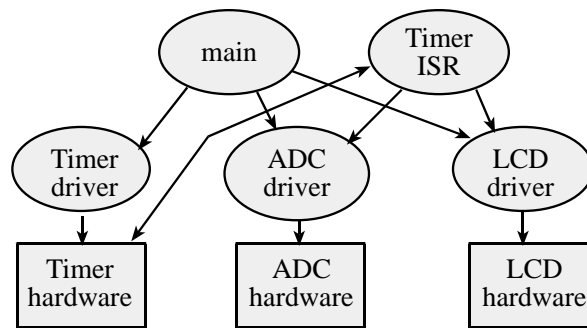 main
Timer
ISR
Timer
driver
ADC
driver
LCD
driver
Timer
hardware
ADC
hardware
LCD
hardware